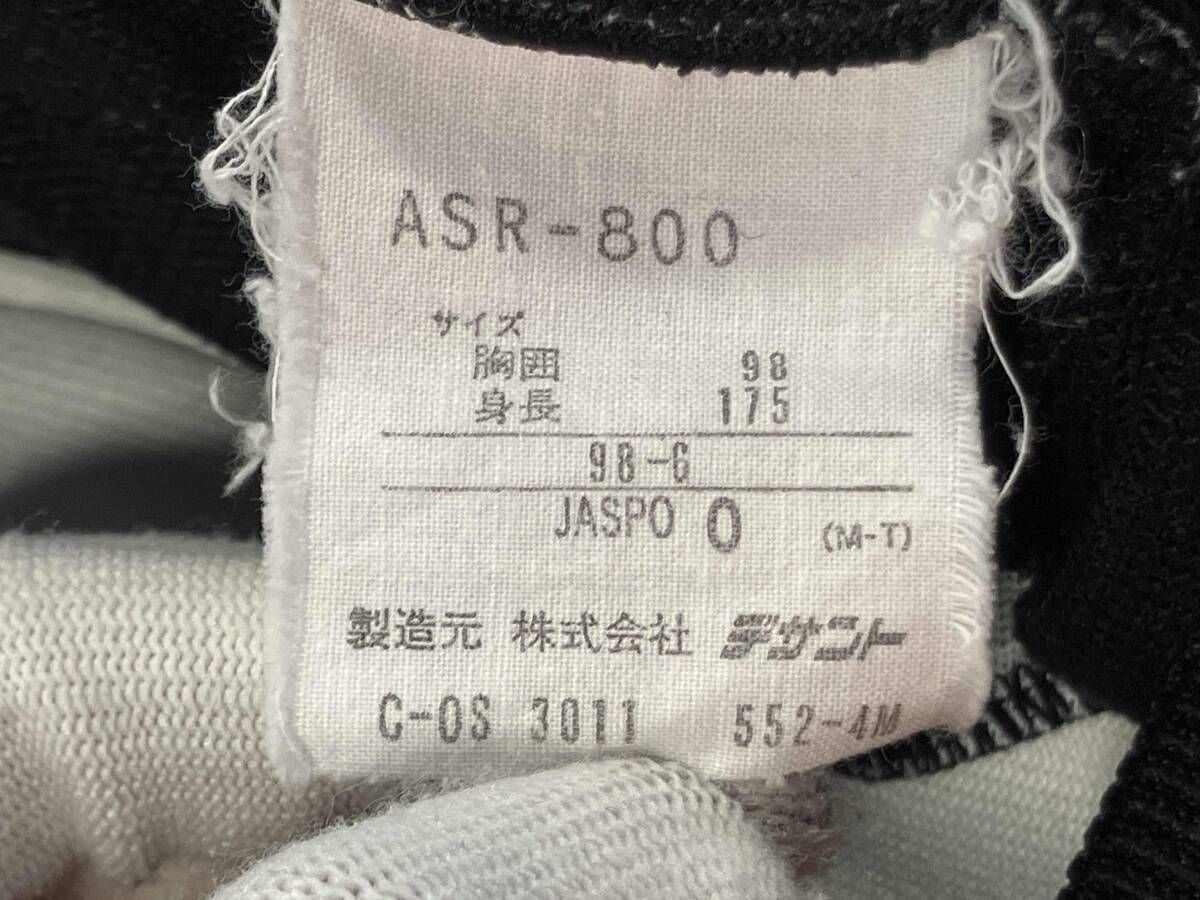 ASR-800
サイズ
胸囲 98
身長 175
98-6
JASPO O (M-T)
製造元 株式会社 デサント
C-OS 3011 552-4M